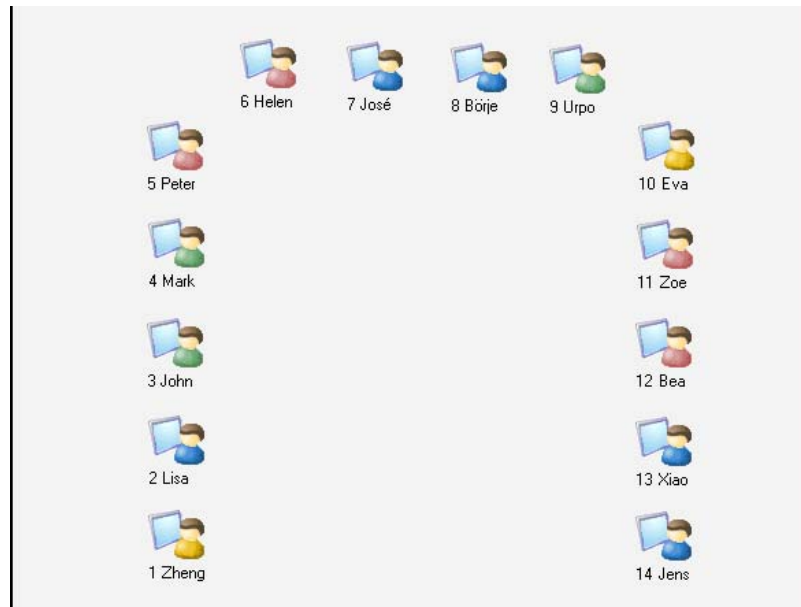 6 Helen
7 José
8 Börje
9 Urpo
5 Peter
10 Eva
4 Mark
11 Zoe
3 John
12 Bea
2 Lisa
13 Xiao
1 Zheng
14 Jens